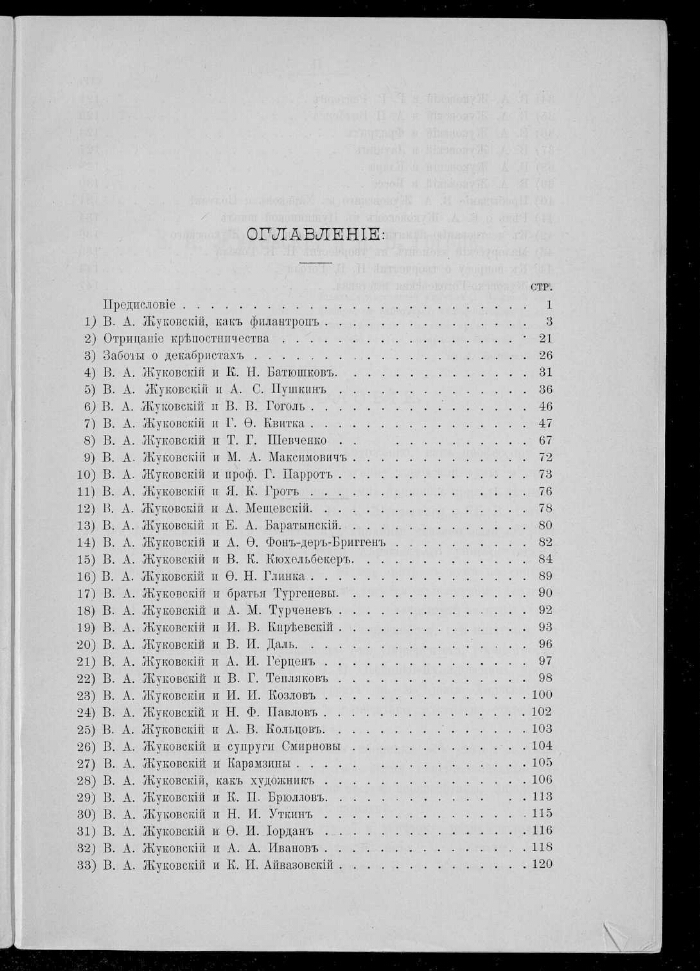 ОГЛАВЛЕНІЕ:
СТР.
Предисловіе . . . . . . . . . . . . . . . . . . . . . . 1
1) В. А. Жуковскій, какъ филантропъ . . . . . . . . . . . . . 3
2) Отрицаніе крѣпостничества . . . . . . . . . . . . . . . 21
3) Заботы о декабристахъ . . . . . . . . . . . . . . . . . 26
4) В. А. Жуковскій и К. Н. Батюшковъ. . . . . . . . . . . . . 31
5) В. А. Жуковскій и А. С. Пушкинъ . . . . . . . . . . . . . 36
6) В. А. Жуковскій и В. В. Гоголь . . . . . . . . . . . . . . 46
7) В. А. Жуковскій и Г. Ѳ. Квитка . . . . . . . . . . . . . . 47
8) В. А. Жуковскій и Т. Г. Шевченко . . . . . . . . . . . . 67
9) В. А. Жуковскій и М. А. Максимовичъ . . . . . . . . . . . . 72
10) В. А. Жуковскій и проф. Г. Парротъ . . . . . . . . . . . . . 73
11) В. А. Жуковскій и Я. К. Гротъ . . . . . . . . . . . . . 76
12) В. А. Жуковскій и А. Мещевскій. . . . . . . . . . . . . . 78
13) В. А. Жуковскій и Е. А. Баратынскій. . . . . . . . . . . . . 80
14) В. А. Жуковскій и А. Ѳ. Фонъ-деръ-Бриггенъ . . . . . . . . . . 82
15) В. А. Жуковскій и В. К. Кюхельбекеръ. . . . . . . . . . . . 84
16) В. А. Жуковскій и Ѳ. Н. Глинка . . . . . . . . . . . . . . 89
17) В. А. Жуковскій и братья Тургеневы. . . . . . . . . . . . . 90
18) В. А. Жуковскій и А. М. Турченевъ . . . . . . . . . . . . . 92
19) В. А. Жуковскій и И. В. Кирѣевскій . . . . . . . . . . . . . 93
20) В. А. Жуковскій и В. И. Даль. . . . . . . . . . . . . . . 96
21) В. А. Жуковскій и А. И. Герценъ . . . . . . . . . . . . . . 97
22) В. А. Жуковскій и В. Г. Тепляковъ . . . . . . . . . . . . . 98
23) В. А. Жуковскій и И. И. Козловъ . . . . . . . . . . . . . 100
24) В. А. Жуковскій и Н. Ф. Павловъ . . . . . . . . . . . . . 102
25) В. А. Жуковскій и А. В. Кольцовъ . . . . . . . . . . . . . 103
26) В. А. Жуковскій и супруги Смирновы . . . . . . . . . . . . 104
27) В. А. Жуковскій и Карамзины . . . . . . . . . . . . . . . 105
28) В. А. Жуковскій, какъ художникъ . . . . . . . . . . . . . 106
29) В. А. Жуковскій и К. П. Брюлловъ. . . . . . . . . . . . . 113
30) В. А. Жуковскій и Н. И. Уткинъ . . . . . . . . . . . . . . 115
31) В. А. Жуковскій и Ѳ. И. Іорданъ . . . . . . . . . . . . . . 116
32) В. А. Жуковскій и А. А. Ивановъ . . . . . . . . . . . . . 118
33) В. А. Жуковскій и К. И. Айвазовскій . . . . . . . . . . . . 120